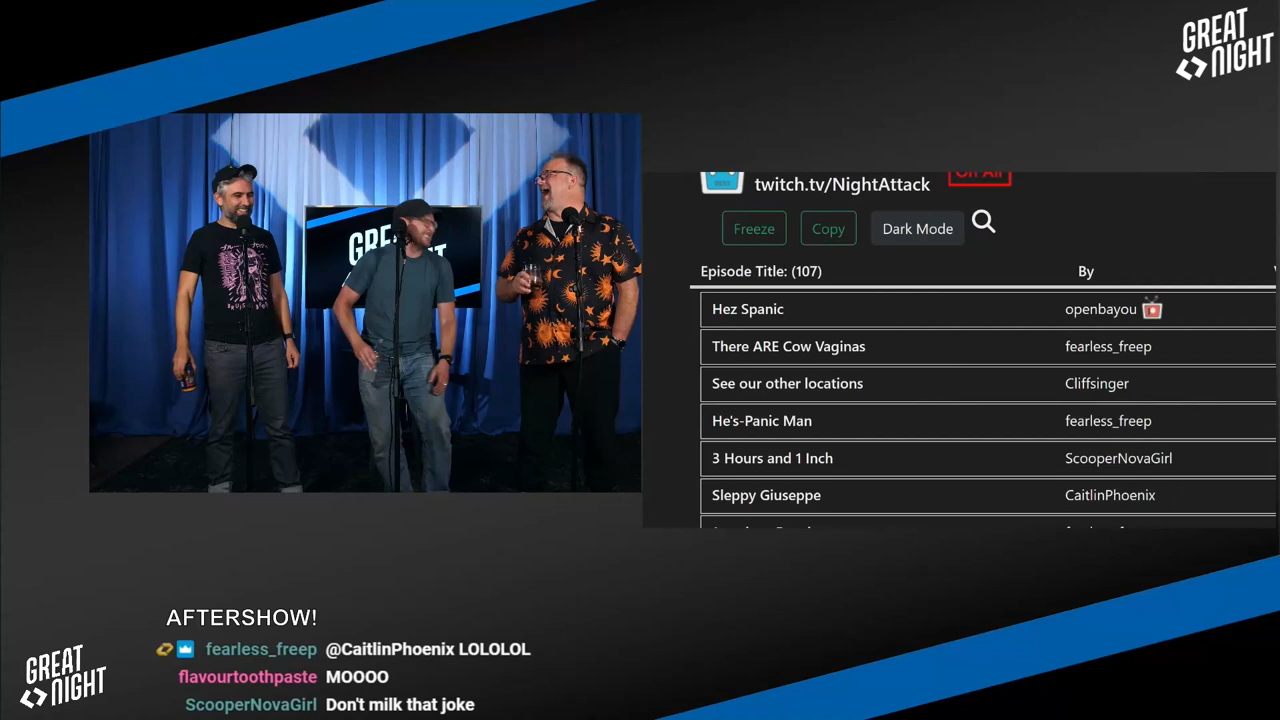 GREAT
NIGHT
twitch.tv/NightAttack
On Air
Freeze
Copy
Dark Mode
Episode Title: (107)
By
Hez Spanic
openbayou
There ARE Cow Vaginas
fearless_freep
See our other locations
Cliffsinger
He's-Panic Man
fearless_freep
3 Hours and 1 Inch
ScooperNovaGirl
Sleppy Giuseppe
CaitlinPhoenix
AFTERSHOW!
fearless_freep @CaitlinPhoenix LOLOLOL
flavourtoothpaste MOOOO
ScooperNovaGirl Don't milk that joke
GREAT
NIGHT